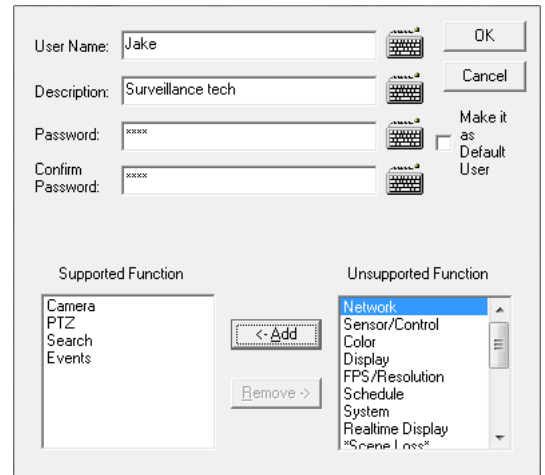 User Name:
Jake
OK
Description:
Surveillance tech
Cancel
Password:
xxxx
Make it
as
Default
User
Confirm
Password:
xxxx
Supported Function
Unsupported Function
Camera
PTZ
Search
Events
<- Add
Remove ->
Network
Sensor/Control
Color
Display
FPS/Resolution
Schedule
System
Realtime Display
*Scene Loss*